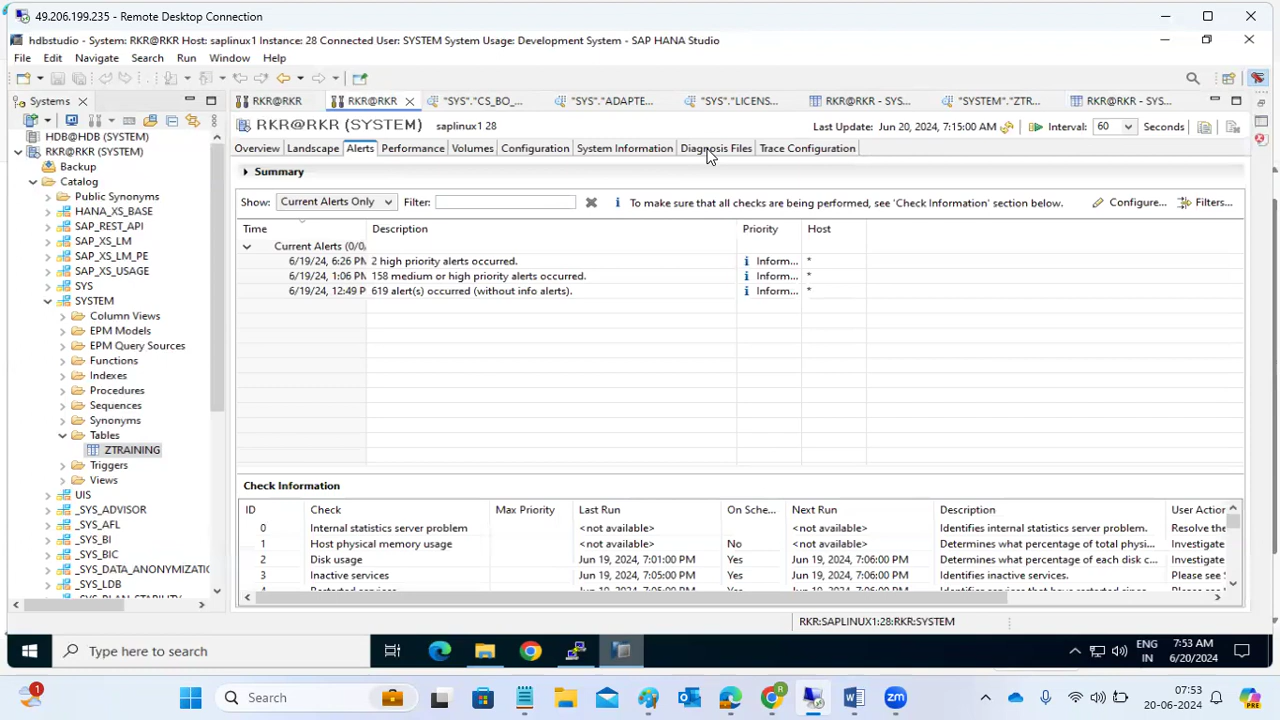 49.206.199.235 - Remote Desktop Connection
hdbstudio - System: RKR@RKR Host: saplinux1 Instance: 28 Connected User: SYSTEM System Usage: Development System - SAP HANA Studio
File Edit Navigate Search Run Window Help
Systems
RKR@RKR RKR@RKR "SYS"."CS_BO_... "SYS"."ADAPTE... "SYS"."LICENS... RKR@RKR - SYS... "SYSTEM"."ZTR... RKR@RKR - SYS...
RKR@RKR (SYSTEM) saplinux1 28
Last Update: Jun 20, 2024, 7:15:00 AM Interval: 60 Seconds
Overview Landscape Alerts Performance Volumes Configuration System Information Diagnosis Files Trace Configuration
HDB@HDB (SYSTEM)
RKR@RKR (SYSTEM)
Backup
Catalog
Public Synonyms
HANA_XS_BASE
SAP_REST_API
SAP_XS_LM
SAP_XS_LM_PE
SAP_XS_USAGE
SYS
SYSTEM
Column Views
EPM Models
EPM Query Sources
Functions
Indexes
Procedures
Sequences
Synonyms
Tables
ZTRAINING
Triggers
Views
UIS
_SYS_ADVISOR
_SYS_AFL
_SYS_BI
_SYS_BIC
_SYS_DATA_ANONYMIZATIC
_SYS_LDB
Summary
Show: Current Alerts Only Filter: To make sure that all checks are being performed, see 'Check Information' section below. Configure... Filters...
Time Description Priority Host
Current Alerts (0/0
6/19/24, 6:26 PM 2 high priority alerts occurred. Inform... *
6/19/24, 1:06 PM 158 medium or high priority alerts occurred. Inform... *
6/19/24, 12:49 P 619 alert(s) occurred (without info alerts). Inform... *
Check Information
ID Check Max Priority Last Run On Sche... Next Run Description User Action
0 Internal statistics server problem <not available> <not available> Identifies internal statistics server problem. Resolve the
1 Host physical memory usage <not available> No <not available> Determines what percentage of total physi... Investigate
2 Disk usage Jun 19, 2024, 7:01:00 PM Yes Jun 19, 2024, 7:06:00 PM Determines what percentage of each disk c... Investigate
3 Inactive services Jun 19, 2024, 7:05:00 PM Yes Jun 19, 2024, 7:06:00 PM Identifies inactive services. Please see
RKR:SAPLINUX1:28:RKR:SYSTEM
Type here to search
ENG
IN
7:53 AM
6/20/2024
1
Search
07:53
20-06-2024